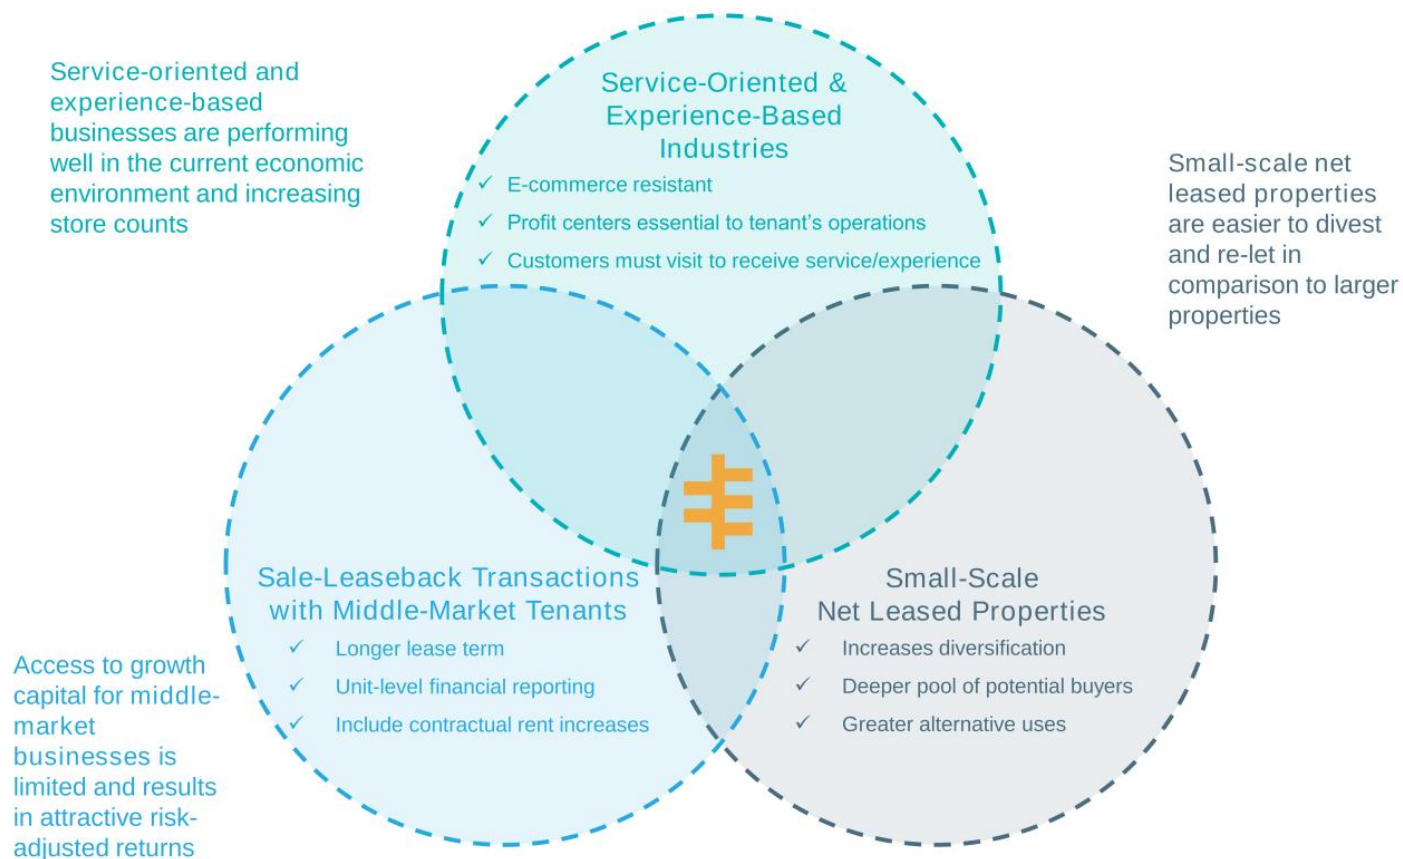 Service-oriented and
experience-based
businesses are performing
well in the current economic
environment and increasing
store counts
Service-Oriented &
Experience-Based
Industries
✓ E-commerce resistant
✓ Profit centers essential to tenant’s operations
✓ Customers must visit to receive service/experience
Small-scale net
leased properties
are easier to divest
and re-let in
comparison to larger
properties
Sale-Leaseback Transactions
with Middle-Market Tenants
✓ Longer lease term
✓ Unit-level financial reporting
✓ Include contractual rent increases
Small-Scale
Net Leased Properties
✓ Increases diversification
✓ Deeper pool of potential buyers
✓ Greater alternative uses
Access to growth
capital for middle-
market
businesses is
limited and results
in attractive risk-
adjusted returns